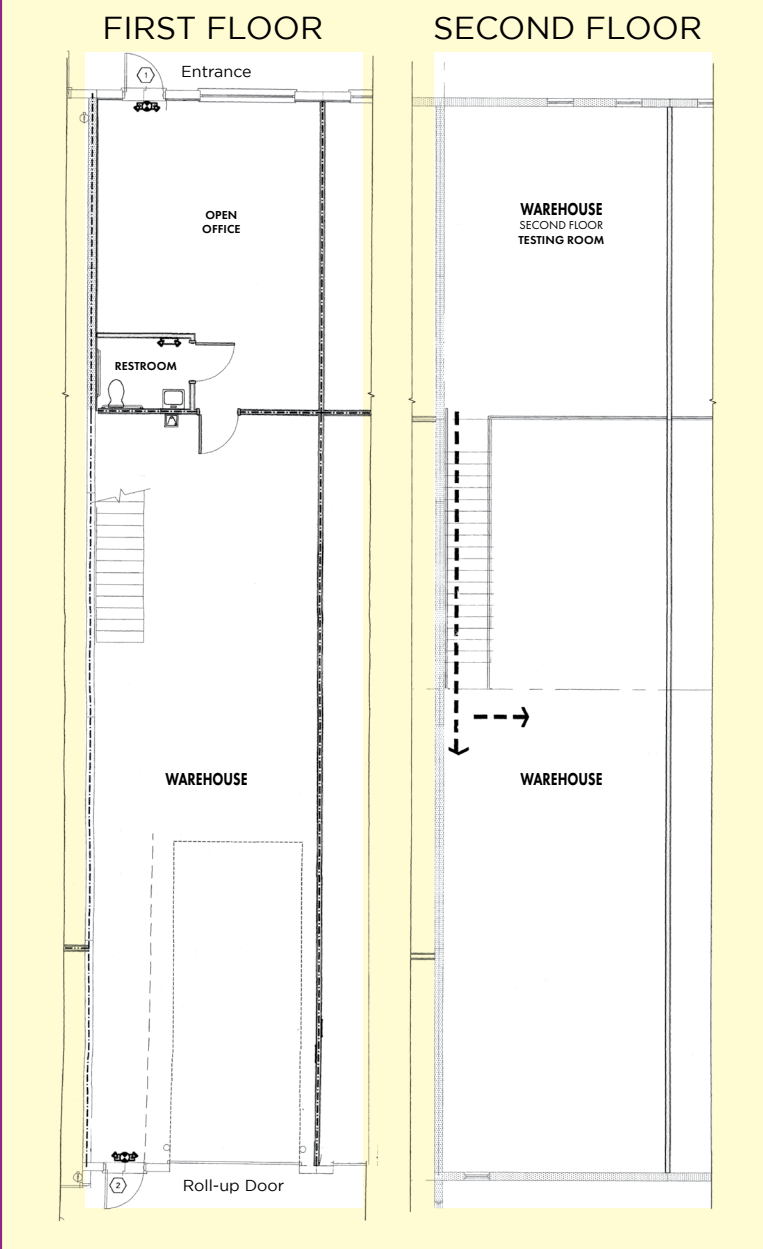 FIRST FLOOR
SECOND FLOOR
1
Entrance
OPEN
OFFICE
RESTROOM
WAREHOUSE
SECOND FLOOR
TESTING ROOM
WAREHOUSE
WAREHOUSE
2
Roll-up Door